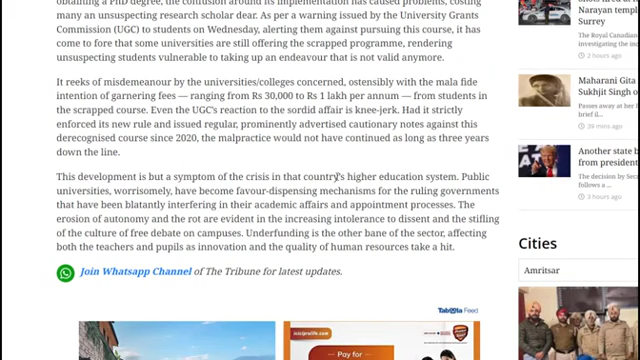 obtaining a PhD degree, the confusion around its implementation has caused problems, costing
many an unsuspecting research scholar dear. As per a warning issued by the University Grants
Commission (UGC) to students on Wednesday, alerting them against pursuing this course, it has
come to fore that some universities are still offering the scrapped programme, rendering
unsuspecting students vulnerable to taking up an endeavour that is not valid anymore.
It reeks of misdemeanour by the universities/colleges concerned, ostensibly with the mala fide
intention of garnering fees — ranging from Rs 30,000 to Rs 1 lakh per annum — from students in
the scrapped course. Even the UGC's reaction to the sordid affair is knee-jerk. Had it strictly
enforced its new rule and issued regular, prominently advertised cautionary notes against this
derecognised course since 2020, the malpractice would not have continued as long as three years
down the line.
This development is but a symptom of the crisis in that country's higher education system. Public
universities, worrisomely, have become favour-dispensing mechanisms for the ruling governments
that have been blatantly interfering in their academic affairs and appointment processes. The
erosion of autonomy and the rot are evident in the increasing intolerance to dissent and the stifling
of the culture of free debate on campuses. Underfunding is the other bane of the sector, affecting
both the teachers and pupils as innovation and the quality of human resources take a hit.
Join Whatsapp Channel of The Tribune for latest updates.
Taboola Feed
iciciprulife.com
Pay for
Narayan temple
Surrey
The Royal Canadian
investigating the in
2 hours ago
Maharani Gita
Sukhjit Singh o
Passes away at her
brief il...
29 mins ago
Another state b
from president
The decision by Sec
follows a ...
3 hours ago
Cities
Amritsar